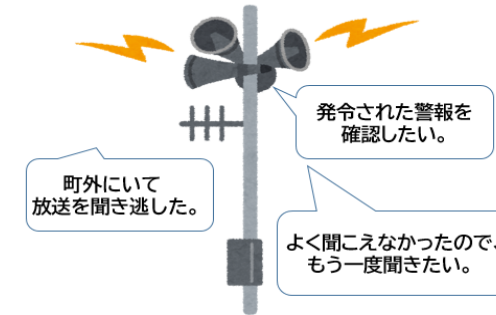 発令された警報を
確認したい。
町外にいて
放送を聞き逃した。
よく聞こえなかったので、
もう一度聞きたい。